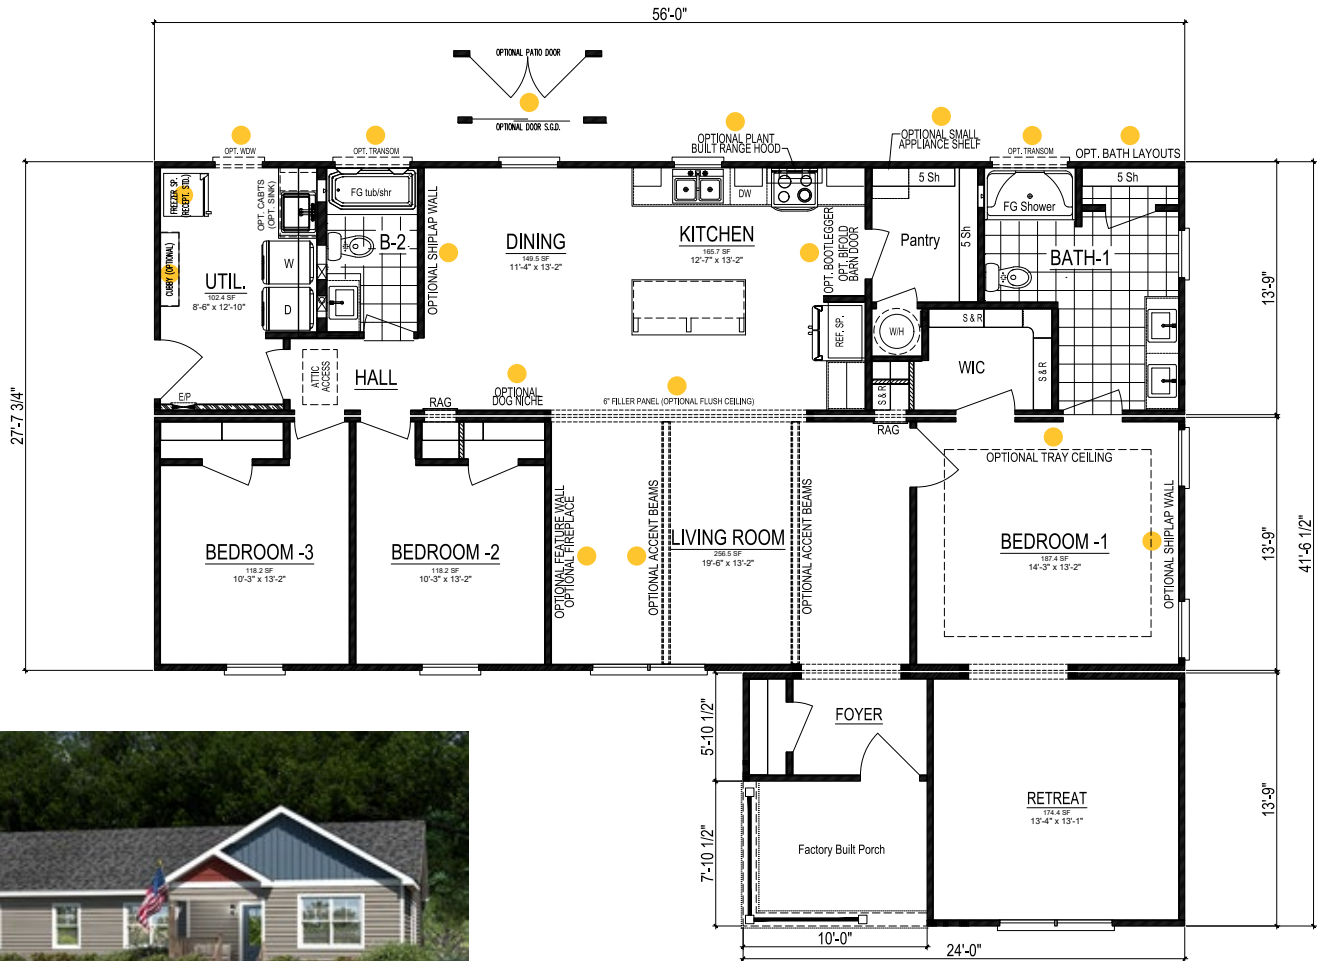 56'-0"
OPTIONAL PATIO DOOR
OPTIONAL DOOR S.G.D.
OPT. WDW
OPT. TRANSOM
OPTIONAL PLANT
BUILT RANGE HOOD
OPTIONAL SMALL
APPLIANCE SHELF
OPT. TRANSOM
OPT. BATH LAYOUTS
FREEZER SP.
(RECEPT. STD.)
OPT. CAB'TS
(OPT. SINK)
FG tub/shr
OPTIONAL SHIPLAP WALL
DW
5 Sh
5 Sh
FG Shower
5 Sh
CUBBY (OPTIONAL)
UTIL.
102.4 SF
8'-6" x 12'-10"
W
D
B-2
DINING
149.5 SF
11'-4" x 13'-2"
KITCHEN
165.7 SF
12'-7" x 13'-2"
OPT. BOOTLEGGER
OPT. BIFOLD
BARN DOOR
Pantry
BATH-1
REF. SP.
W/H
S & R
S & R
WIC
S & R
ATTIC
ACCESS
HALL
E/P
RAG
OPTIONAL
DOG NICHE
6" FILLER PANEL (OPTIONAL FLUSH CEILING)
RAG
27'-7 3/4"
13'-9"
OPTIONAL TRAY CEILING
BEDROOM -3
118.2 SF
10'-3" x 13'-2"
BEDROOM -2
118.2 SF
10'-3" x 13'-2"
OPTIONAL FEATURE WALL
OPTIONAL FIREPLACE
OPTIONAL ACCENT BEAMS
LIVING ROOM
256.5 SF
19'-6" x 13'-2"
OPTIONAL ACCENT BEAMS
BEDROOM -1
187.4 SF
14'-3" x 13'-2"
OPTIONAL SHIPLAP WALL
13'-9"
41'-6 1/2"
5'-10 1/2"
FOYER
7'-10 1/2"
Factory Built Porch
RETREAT
174.4 SF
13'-4" x 13'-1"
13'-9"
10'-0"
24'-0"